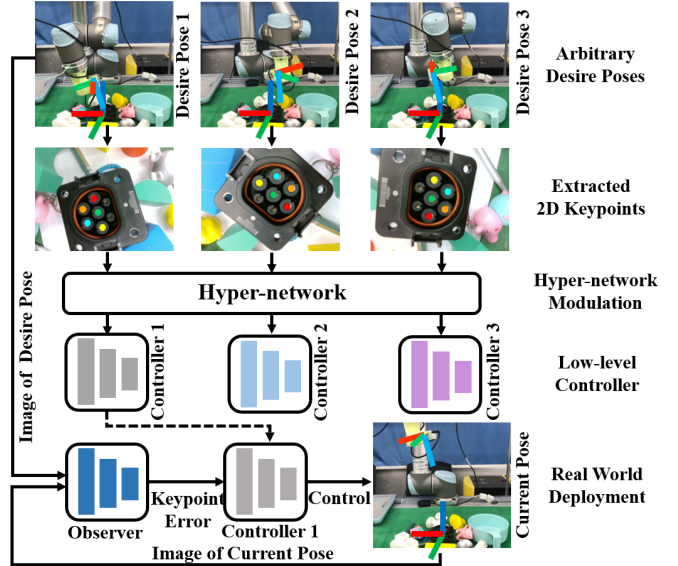 Desire Pose 1
Desire Pose 2
Desire Pose 3
Arbitrary
Desire Poses
Extracted
2D Keypoints
Image of Desire Pose
Hyper-network
Hyper-network
Modulation
Controller 1
Controller 2
Controller 3
Low-level
Controller
Observer
Keypoint
Error
Controller 1
Control
Current Pose
Real World
Deployment
Image of Current Pose